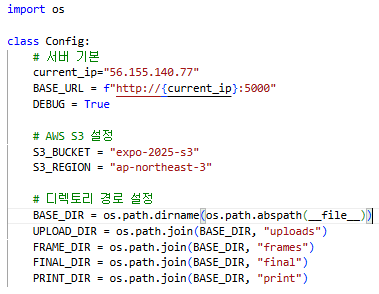 import os

class Config:
    # 서버 기본
    current_ip="56.155.140.77"
    BASE_URL = f"http://{current_ip}:5000"
    DEBUG = True

    # AWS S3 설정
    S3_BUCKET = "expo-2025-s3"
    S3_REGION = "ap-northeast-3"

    # 디렉토리 경로 설정
    BASE_DIR = os.path.dirname(os.path.abspath(__file__))
    UPLOAD_DIR = os.path.join(BASE_DIR, "uploads")
    FRAME_DIR = os.path.join(BASE_DIR, "frames")
    FINAL_DIR = os.path.join(BASE_DIR, "final")
    PRINT_DIR = os.path.join(BASE_DIR, "print")